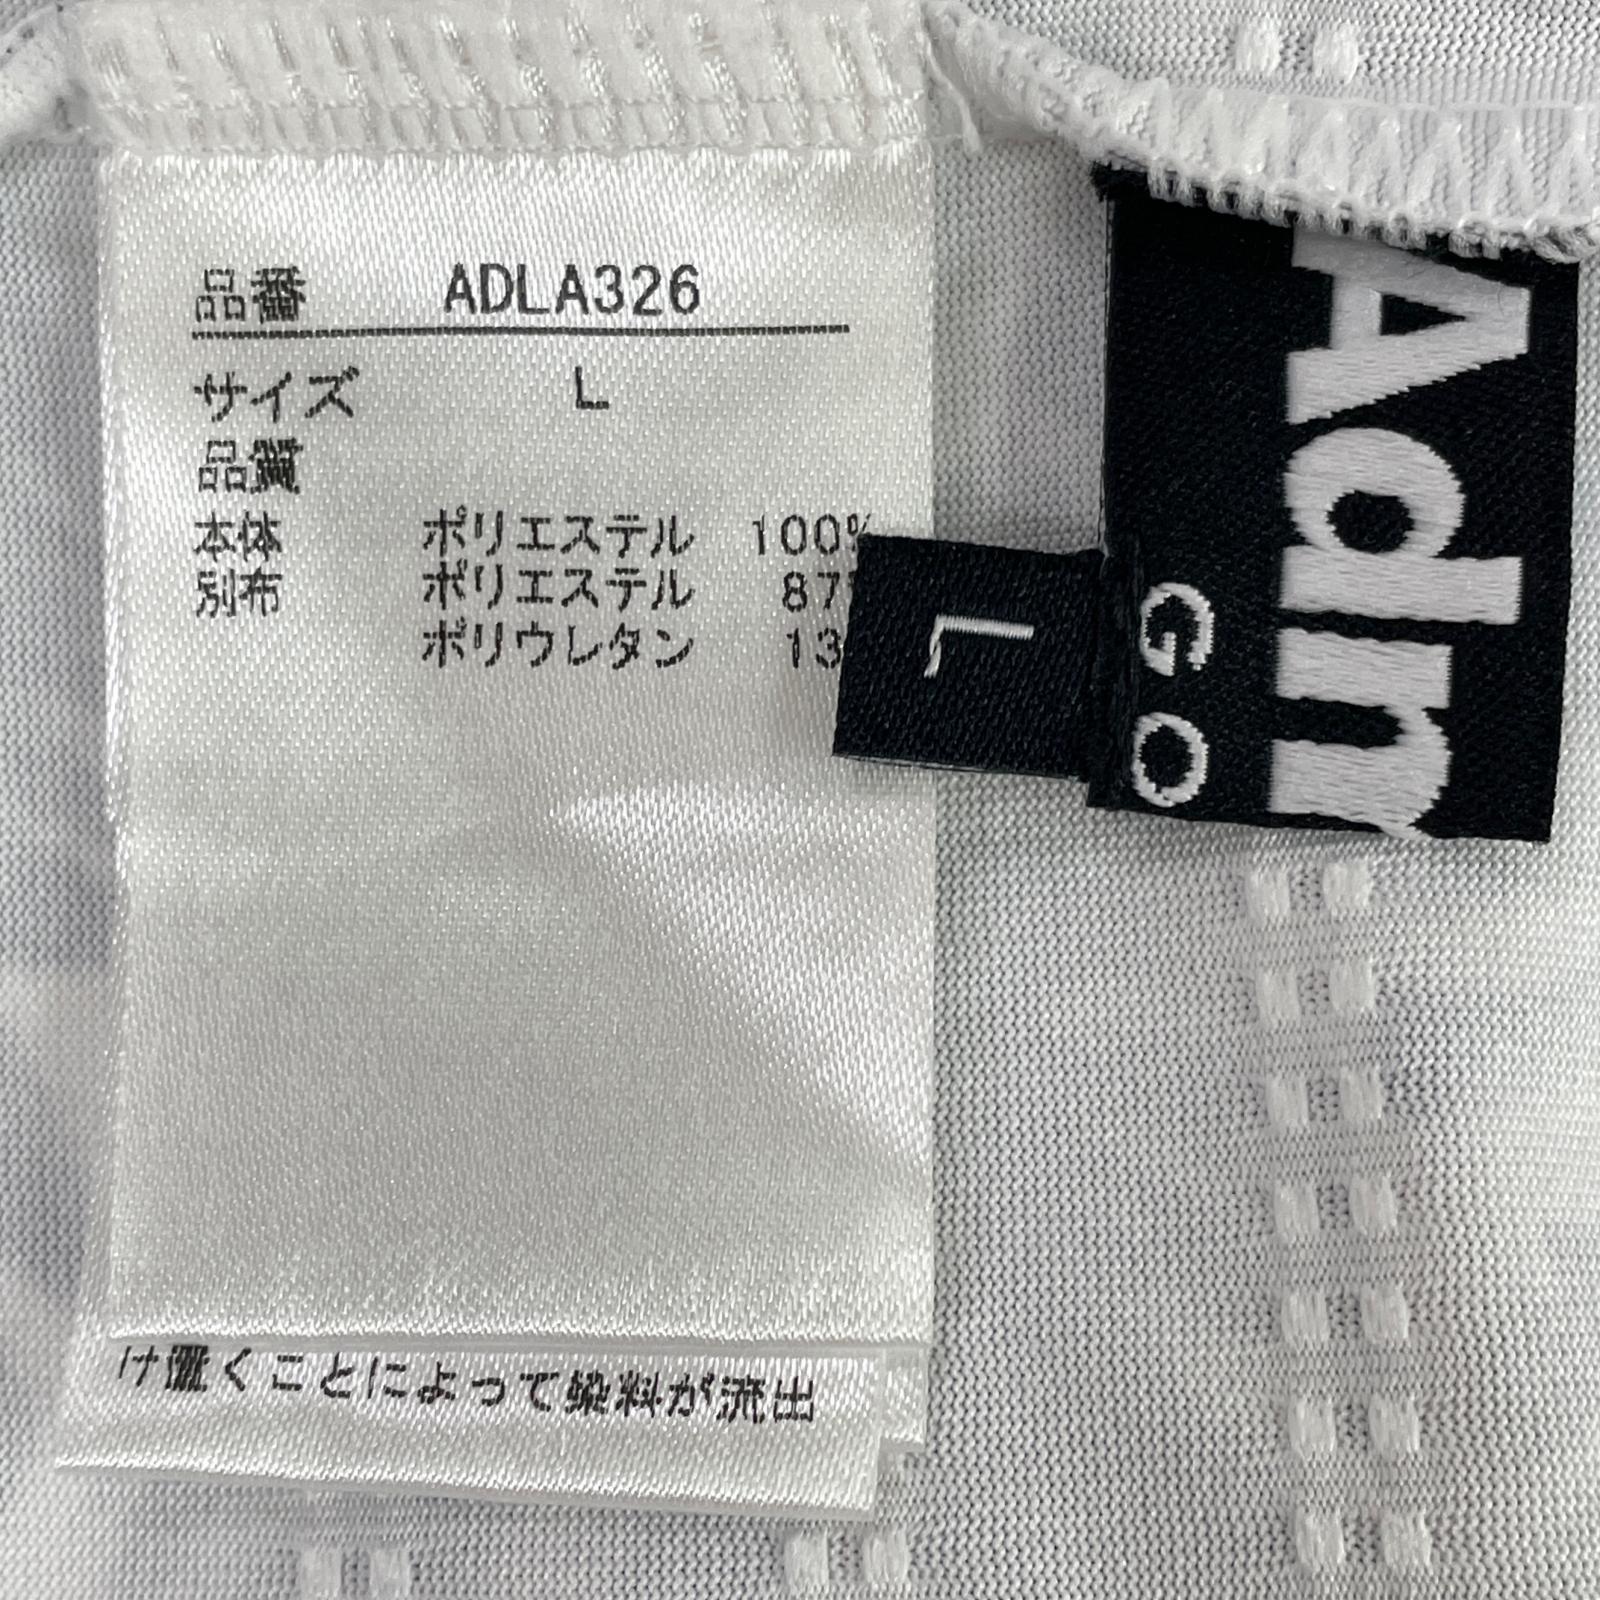 品番 ADLA326
サイズ L
品質
本体 ポリエステル 100%
別布 ポリエステル 87
ポリウレタン 13
け置くことによって染料が流出
L
Adm
GO